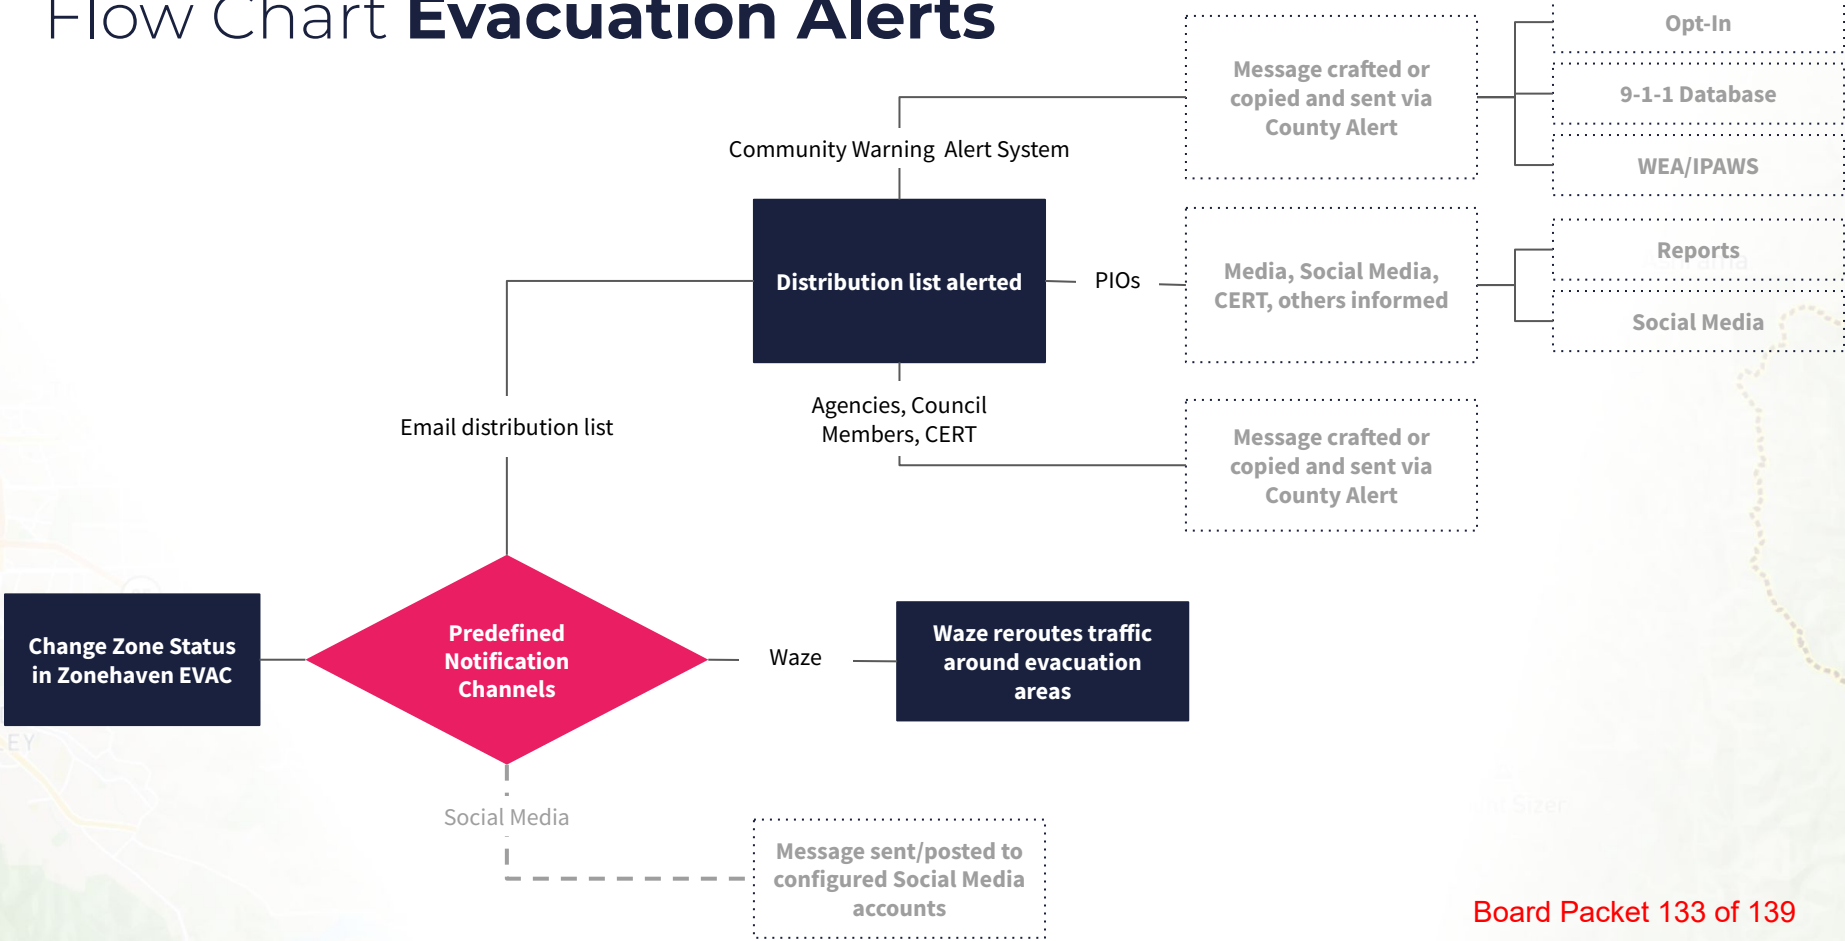 Flow Chart Evacuation Alerts
Opt-In
Message crafted or
copied and sent via
County Alert
9-1-1 Database
Community Warning  Alert System
WEA/IPAWS
Distribution list alerted
PIOs
Media, Social Media,
CERT, others informed
Reports
Social Media
Agencies, Council
Members, CERT
Email distribution list
Message crafted or
copied and sent via
County Alert
Change Zone Status
in Zonehaven EVAC
Predefined
Notification
Channels
Waze
Waze reroutes traffic
around evacuation
areas
LEY
Social Media
Message sent/posted to
configured Social Media
accounts
Board Packet 133 of 139